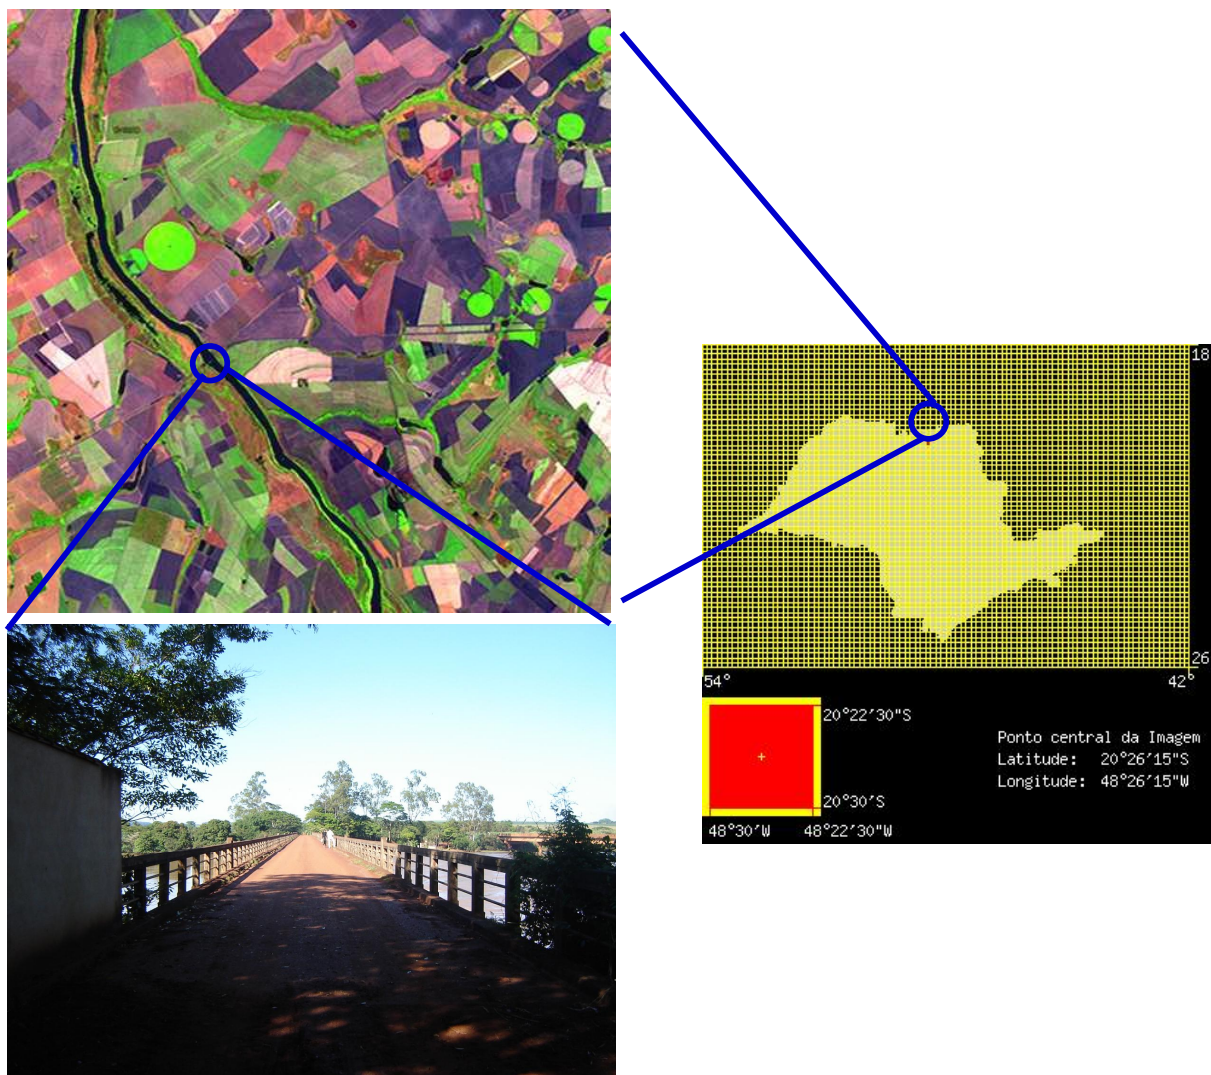 18
26
54°
42°
20°22'30"S
Ponto central da Imagem
Latitude: 20°26'15"S
Longitude: 48°26'15"W
20°30'S
48°30'W 48°22'30"W